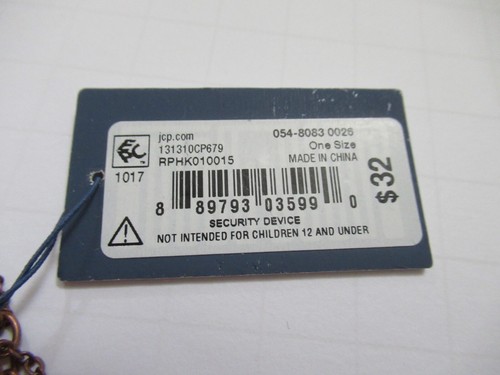 jcp.com
131310CP679
RPHK010015
054-8083 0026
One Size
MADE IN CHINA
$32
1017
8 89793 03599 0
SECURITY DEVICE
NOT INTENDED FOR CHILDREN 12 AND UNDER